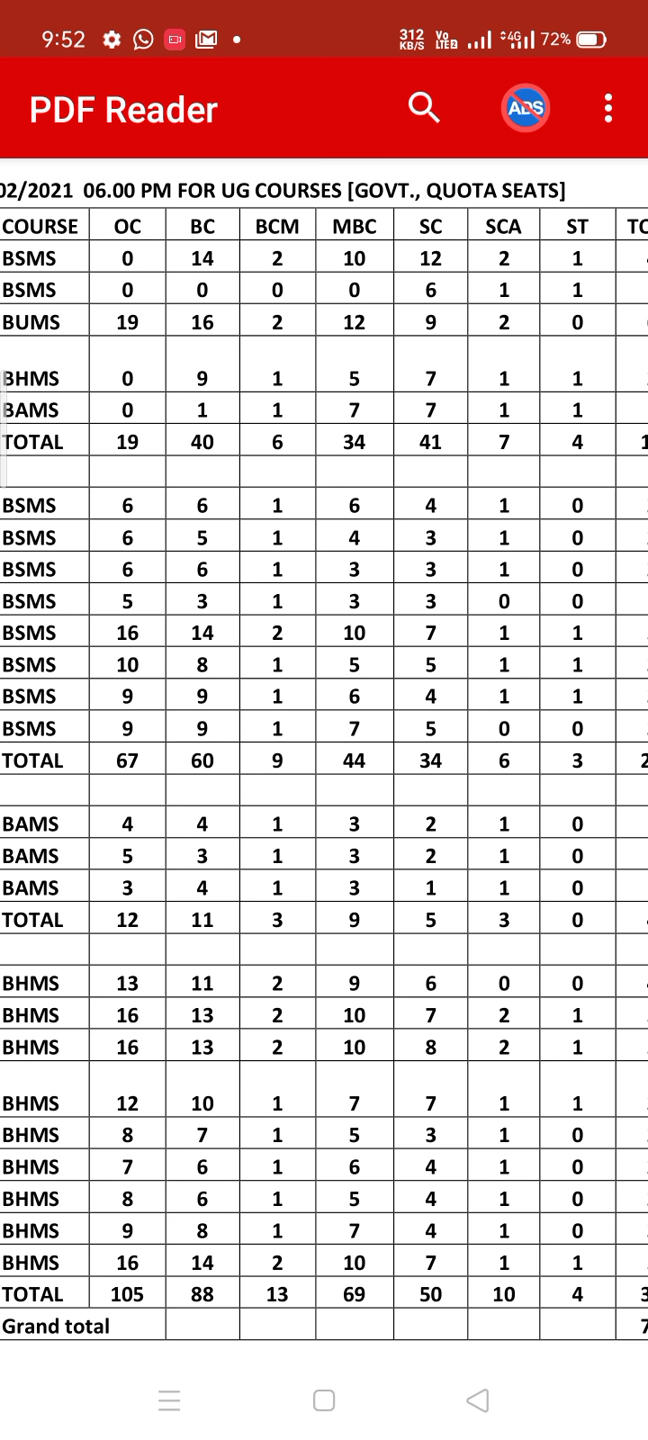 9:52 312 KB/S Vo LTE2 4G 72%
PDF Reader ADS
02/2021 06.00 PM FOR UG COURSES [GOVT., QUOTA SEATS]
COURSE OC BC BCM MBC SC SCA ST TO
BSMS 0 14 2 10 12 2 1
BSMS 0 0 0 0 6 1 1
BUMS 19 16 2 12 9 2 0
BHMS 0 9 1 5 7 1 1
BAMS 0 1 1 7 7 1 1
TOTAL 19 40 6 34 41 7 4 1
BSMS 6 6 1 6 4 1 0
BSMS 6 5 1 4 3 1 0
BSMS 6 6 1 3 3 1 0
BSMS 5 3 1 3 3 0 0
BSMS 16 14 2 10 7 1 1
BSMS 10 8 1 5 5 1 1
BSMS 9 9 1 6 4 1 1
BSMS 9 9 1 7 5 0 0
TOTAL 67 60 9 44 34 6 3 2
BAMS 4 4 1 3 2 1 0
BAMS 5 3 1 3 2 1 0
BAMS 3 4 1 3 1 1 0
TOTAL 12 11 3 9 5 3 0
BHMS 13 11 2 9 6 0 0
BHMS 16 13 2 10 7 2 1
BHMS 16 13 2 10 8 2 1
BHMS 12 10 1 7 7 1 1
BHMS 8 7 1 5 3 1 0
BHMS 7 6 1 6 4 1 0
BHMS 8 6 1 5 4 1 0
BHMS 9 8 1 7 4 1 0
BHMS 16 14 2 10 7 1 1
TOTAL 105 88 13 69 50 10 4 3
Grand total 7